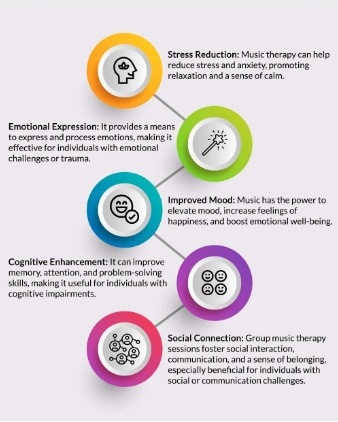 Stress Reduction: Music therapy can help
reduce stress and anxiety, promoting
relaxation and a sense of calm.
Emotional Expression: It provides a means
to express and process emotions, making it
effective for individuals with emotional
challenges or trauma.
Improved Mood: Music has the power to
elevate mood, increase feelings of
happiness, and boost emotional well-being.
Cognitive Enhancement: It can improve
memory, attention, and problem-solving
skills, making it useful for individuals with
cognitive impairments.
Social Connection: Group music therapy
sessions foster social interaction,
communication, and a sense of belonging,
especially beneficial for individuals with
social or communication challenges.